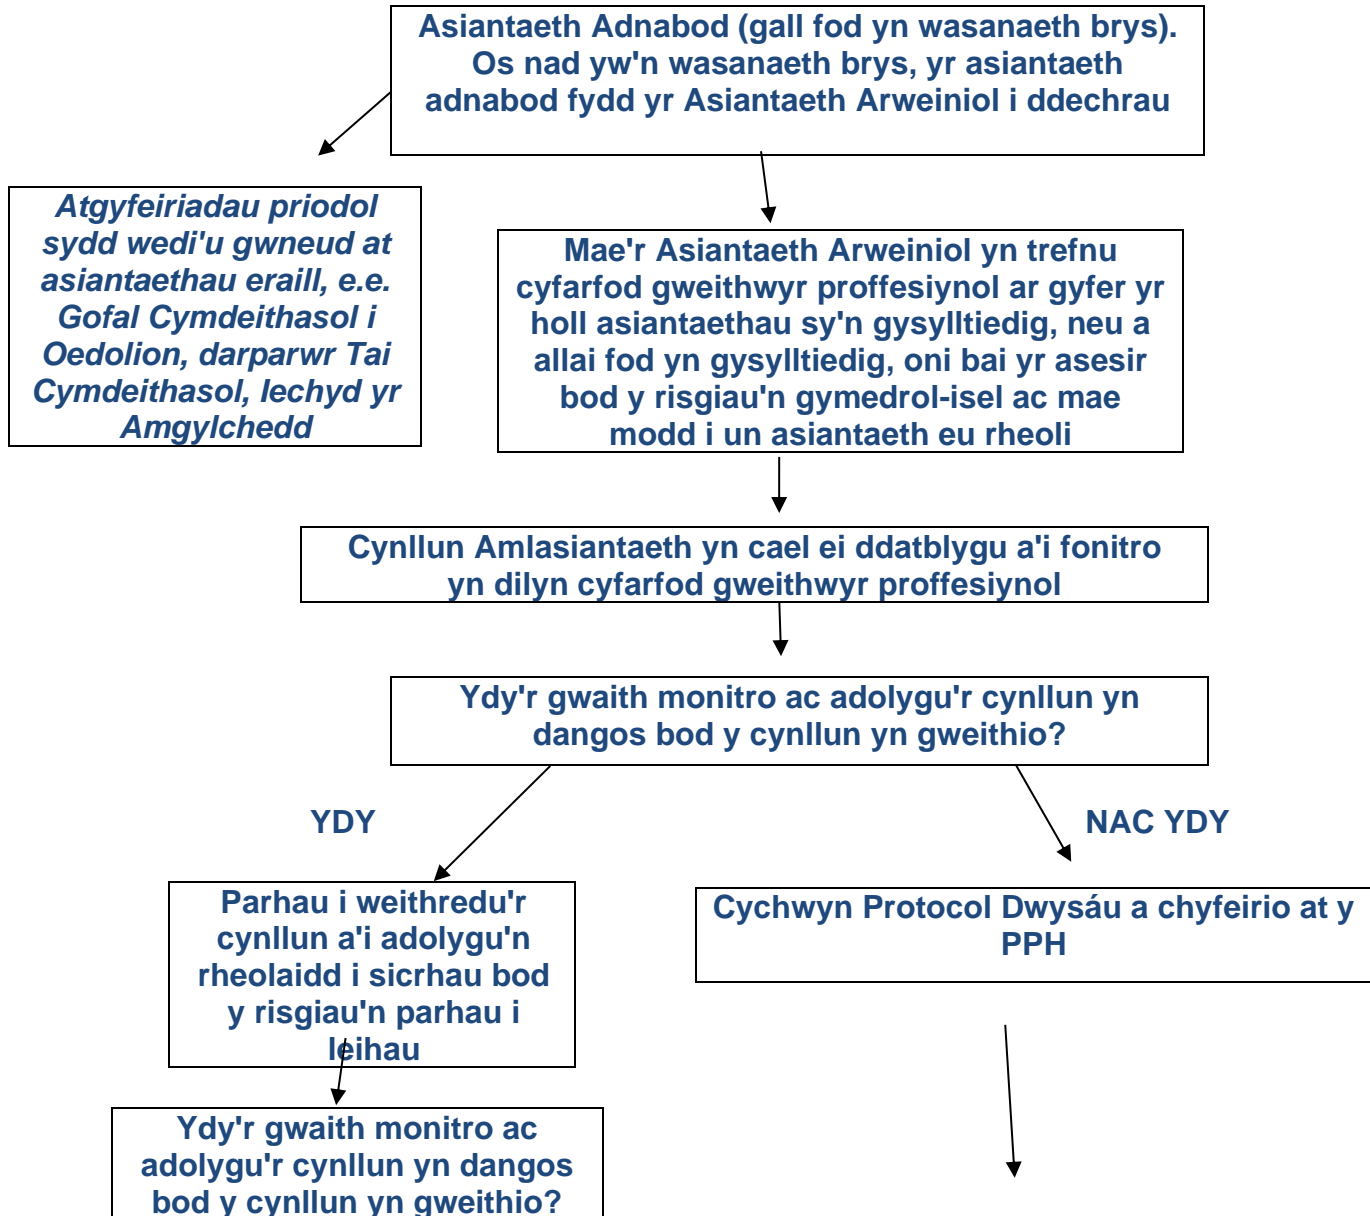 Asiantaeth Adnabod (gall fod yn wasanaeth brys).
Os nad yw'n wasanaeth brys, yr asiantaeth
adnabod fydd yr Asiantaeth Arweiniol i ddechrau
Atgyfeiriadau priodol
sydd wedi'u gwneud at
asiantaethau eraill, e.e.
Gofal Cymdeithasol i
Oedolion, darparwr Tai
Cymdeithasol, Iechyd yr
Amgylchedd
Mae'r Asiantaeth Arweiniol yn trefnu
cyfarfod gweithwyr proffesiynol ar gyfer yr
holl asiantaethau sy'n gysylltiedig, neu a
allai fod yn gysylltiedig, oni bai yr asesir
bod y risgiau'n gymedrol-isel ac mae
modd i un asiantaeth eu rheoli
Cynllun Amlasiantaeth yn cael ei ddatblygu a'i fonitro
yn dilyn cyfarfod gweithwyr proffesiynol
Ydy'r gwaith monitro ac adolygu'r cynllun yn
dangos bod y cynllun yn gweithio?
YDY
NAC YDY
Parhau i weithredu'r
cynllun a'i adolygu'n
rheolaidd i sicrhau bod
y risgiau'n parhau i
leihau
Cychwyn Protocol Dwysáu a chyfeirio at y
PPH
Ydy'r gwaith monitro ac
adolygu'r cynllun yn dangos
bod y cynllun yn gweithio?